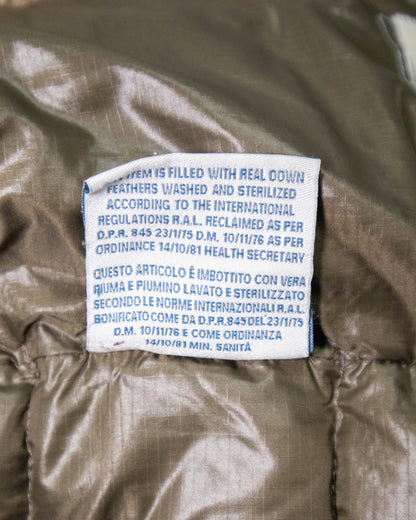 ITEM IS FILLED WITH REAL DOWN
FEATHERS WASHED AND STERILIZED
ACCORDING TO THE INTERNATIONAL
REGULATIONS R.A.L. RECLAIMED AS PER
D.P.R. 845 23/1/75 D.M. 10/11/76 AS PER
ORDINANCE 14/10/81 HEALTH SECRETARY
QUESTO ARTICOLO È IMBOTTITO CON VERA
PIUMA E PIUMINO LAVATO E STERILIZZATO
SECONDO LE NORME INTERNAZIONALI R.A.L.
BONIFICATO COME DA D.P.R. 845 DEL 23/1/75
D.M. 10/11/76 E COME ORDINANZA
14/10/81 MIN. SANITÀ